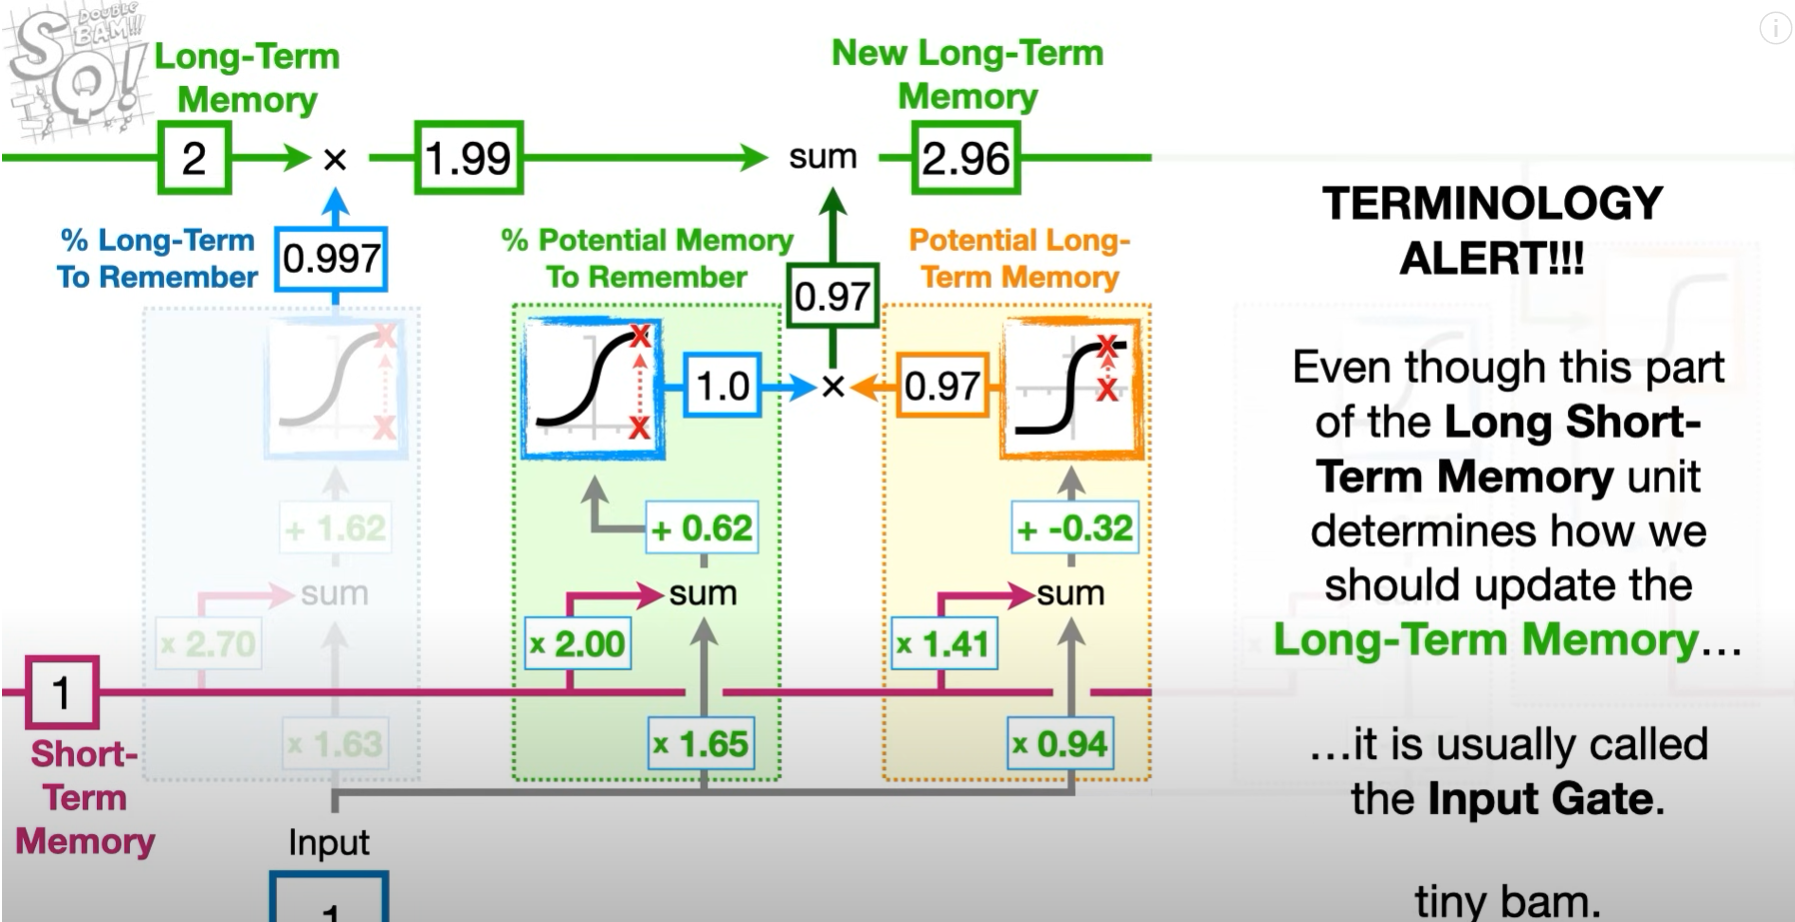 DOUBLE
BAM!!!
SQ!
Long-Term
Memory
2
×
1.99
sum
New Long-Term
Memory
2.96
% Long-Term
To Remember
0.997
% Potential Memory
To Remember
0.97
Potential Long-
Term Memory
X
X
X
X
1.0
×
0.97
X
X
+ 1.62
+ 0.62
+ -0.32
sum
sum
sum
x 2.70
x 2.00
x 1.41
1
Short-
Term
Memory
x 1.63
x 1.65
x 0.94
Input
1
TERMINOLOGY
ALERT!!!
Even though this part
of the Long Short-
Term Memory unit
determines how we
should update the
Long-Term Memory…
…it is usually called
the Input Gate.
tiny bam.